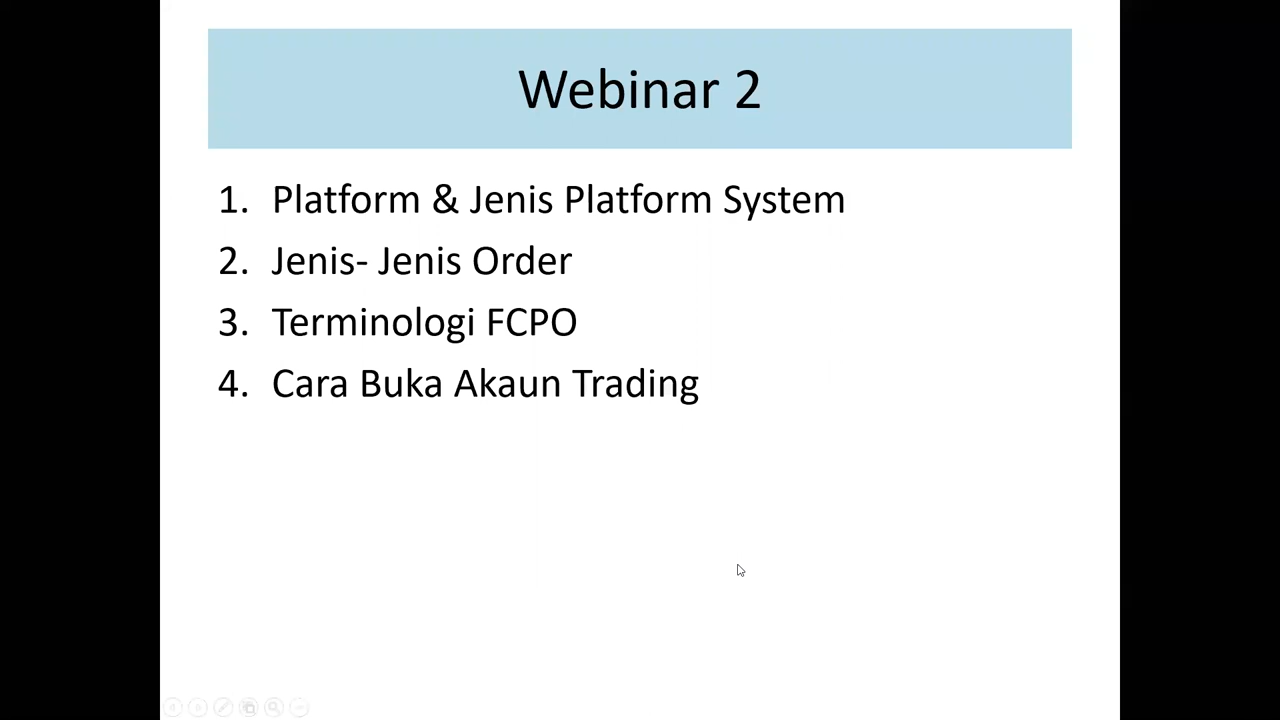 Webinar 2
1. Platform & Jenis Platform System
2. Jenis- Jenis Order
3. Terminologi FCPO
4. Cara Buka Akaun Trading